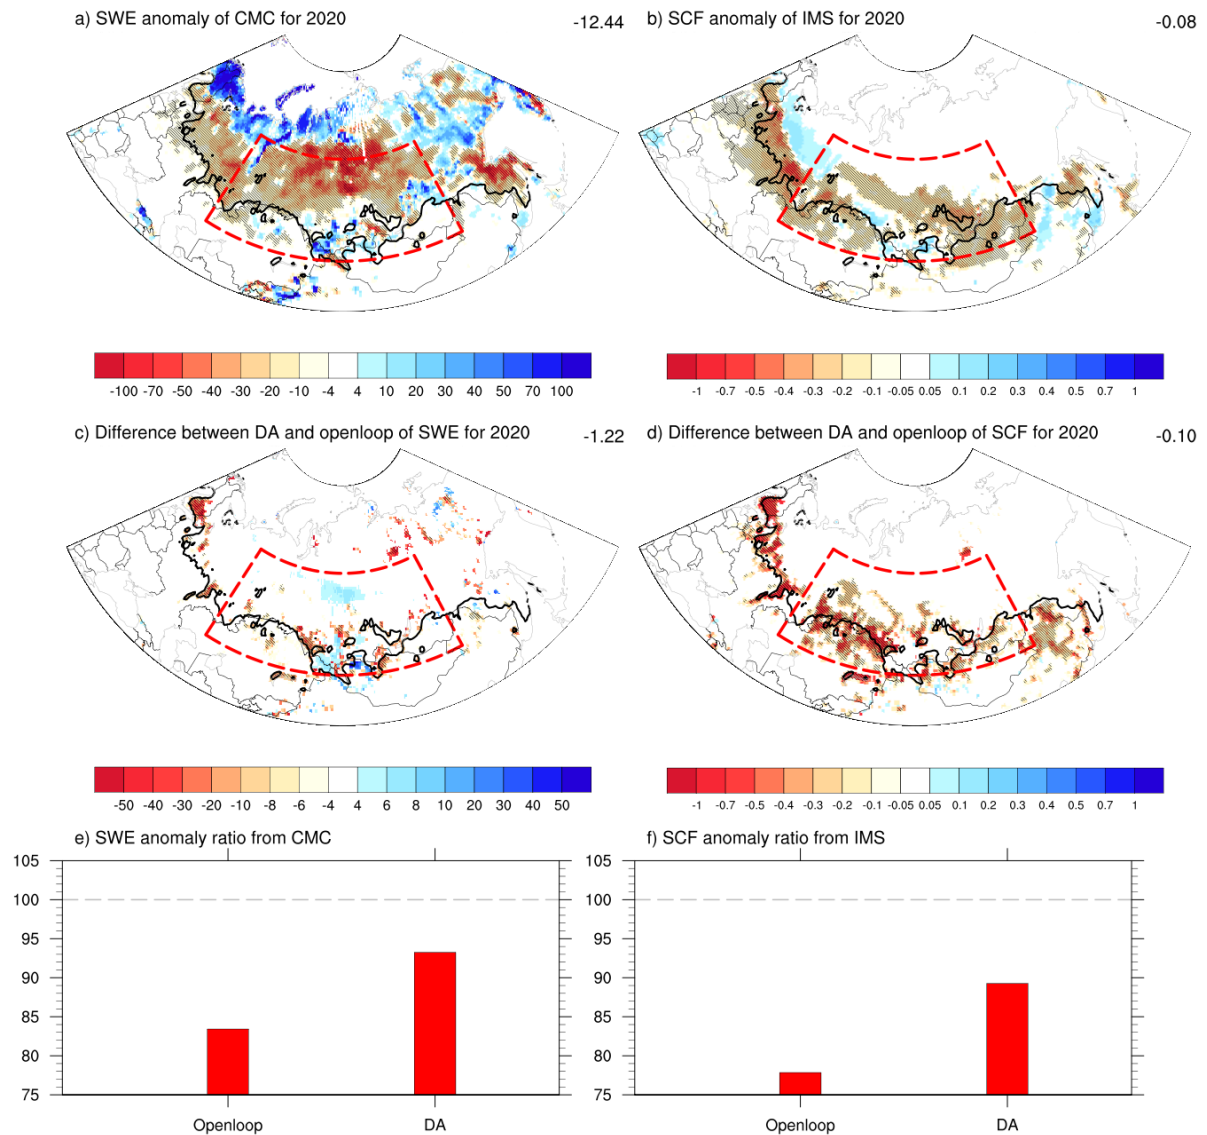 a) SWE anomaly of CMC for 2020 -12.44
b) SCF anomaly of IMS for 2020 -0.08
-100 -70 -50 -40 -30 -20 -10 -4 4 10 20 30 40 50 70 100
-1 -0.7 -0.5 -0.4 -0.3 -0.2 -0.1 -0.05 0.05 0.1 0.2 0.3 0.4 0.5 0.7 1
c) Difference between DA and openloop of SWE for 2020 -1.22
d) Difference between DA and openloop of SCF for 2020 -0.10
-50 -40 -30 -20 -10 -8 -6 -4 4 6 8 10 20 30 40 50
-1 -0.7 -0.5 -0.4 -0.3 -0.2 -0.1 -0.05 0.05 0.1 0.2 0.3 0.4 0.5 0.7 1
e) SWE anomaly ratio from CMC
105
100
95
90
85
80
75
Openloop DA
f) SCF anomaly ratio from IMS
105
100
95
90
85
80
75
Openloop DA